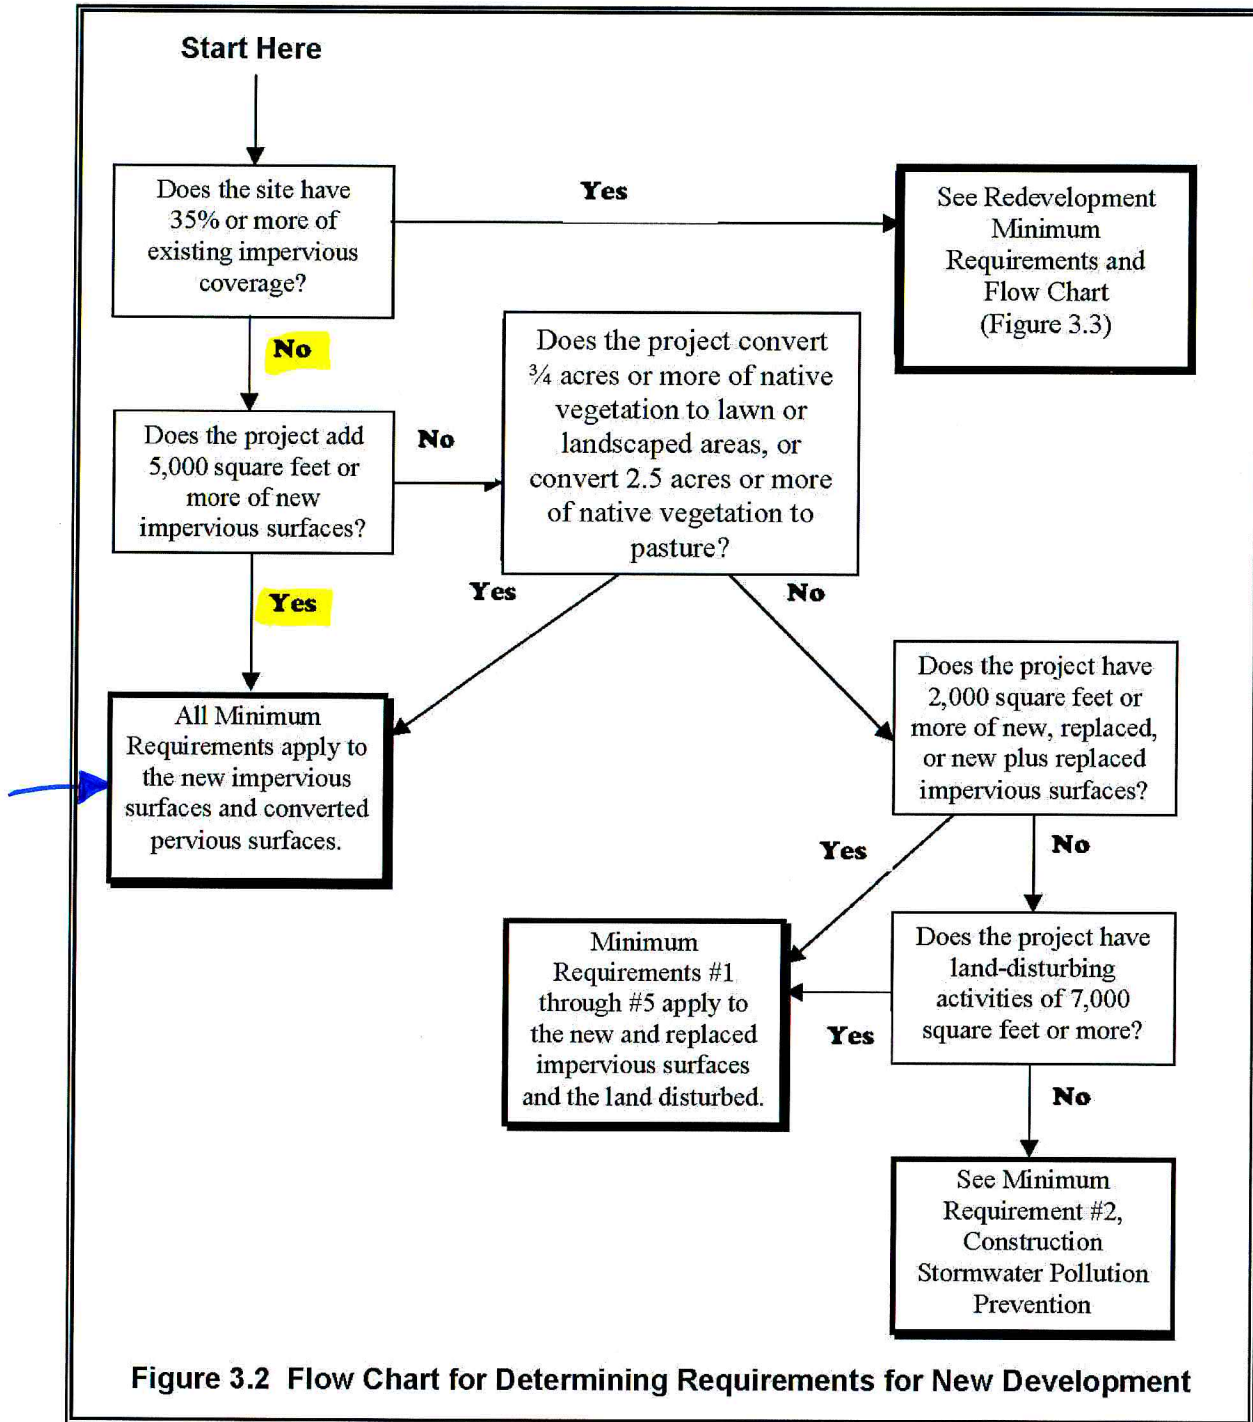 Start Here
Does the site have
35% or more of
existing impervious
coverage?
Yes
See Redevelopment
Minimum
Requirements and
Flow Chart
(Figure 3.3)
No
Does the project add
5,000 square feet or
more of new
impervious surfaces?
No
Does the project convert
¾ acres or more of native
vegetation to lawn or
landscaped areas, or
convert 2.5 acres or more
of native vegetation to
pasture?
Yes
Yes
No
All Minimum
Requirements apply to
the new impervious
surfaces and converted
pervious surfaces.
Does the project have
2,000 square feet or
more of new, replaced,
or new plus replaced
impervious surfaces?
Yes
No
Minimum
Requirements #1
through #5 apply to
the new and replaced
impervious surfaces
and the land disturbed.
Does the project have
land-disturbing
activities of 7,000
square feet or more?
Yes
No
See Minimum
Requirement #2,
Construction
Stormwater Pollution
Prevention
Figure 3.2 Flow Chart for Determining Requirements for New Development